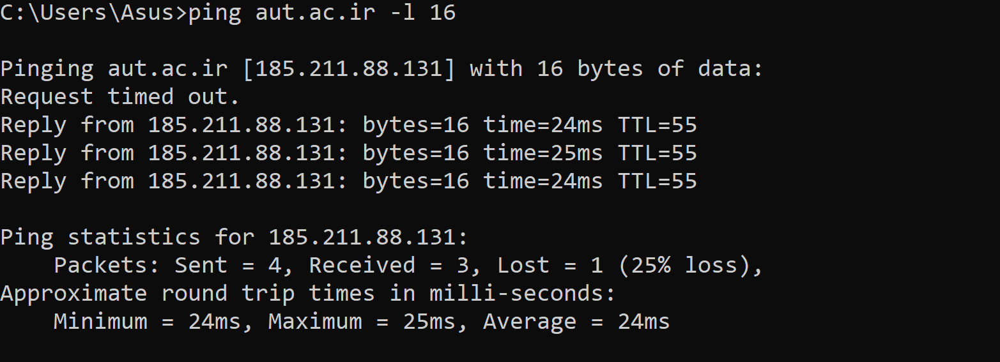 C:\Users\Asus>ping aut.ac.ir -l 16
Pinging aut.ac.ir [185.211.88.131] with 16 bytes of data:
Request timed out.
Reply from 185.211.88.131: bytes=16 time=24ms TTL=55
Reply from 185.211.88.131: bytes=16 time=25ms TTL=55
Reply from 185.211.88.131: bytes=16 time=24ms TTL=55
Ping statistics for 185.211.88.131:
    Packets: Sent = 4, Received = 3, Lost = 1 (25% loss),
Approximate round trip times in milli-seconds:
    Minimum = 24ms, Maximum = 25ms, Average = 24ms